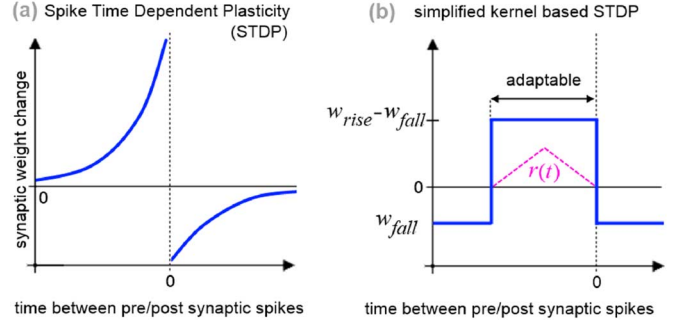 (a) Spike Time Dependent Plasticity
(STDP)
synaptic weight change
0
0
time between pre/post synaptic spikes
(b) simplified kernel based STDP
adaptable
w_rise-w_fall
r(t)
0
w_fall
0
time between pre/post synaptic spikes